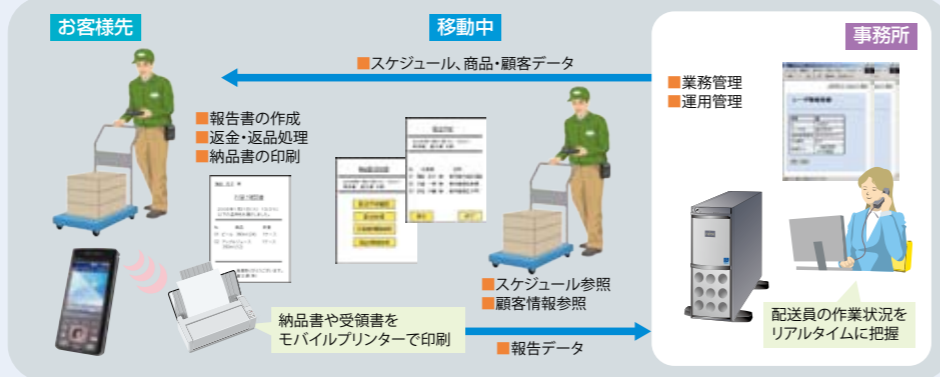 お客様先
移動中
事務所
■スケジュール、商品・顧客データ
■業務管理
■運用管理
■報告書の作成
■返金・返品処理
■納品書の印刷
■スケジュール参照
■顧客情報参照
納品書や受領書を
モバイルプリンターで印刷
■報告データ
配送員の作業状況を
リアルタイムに把握